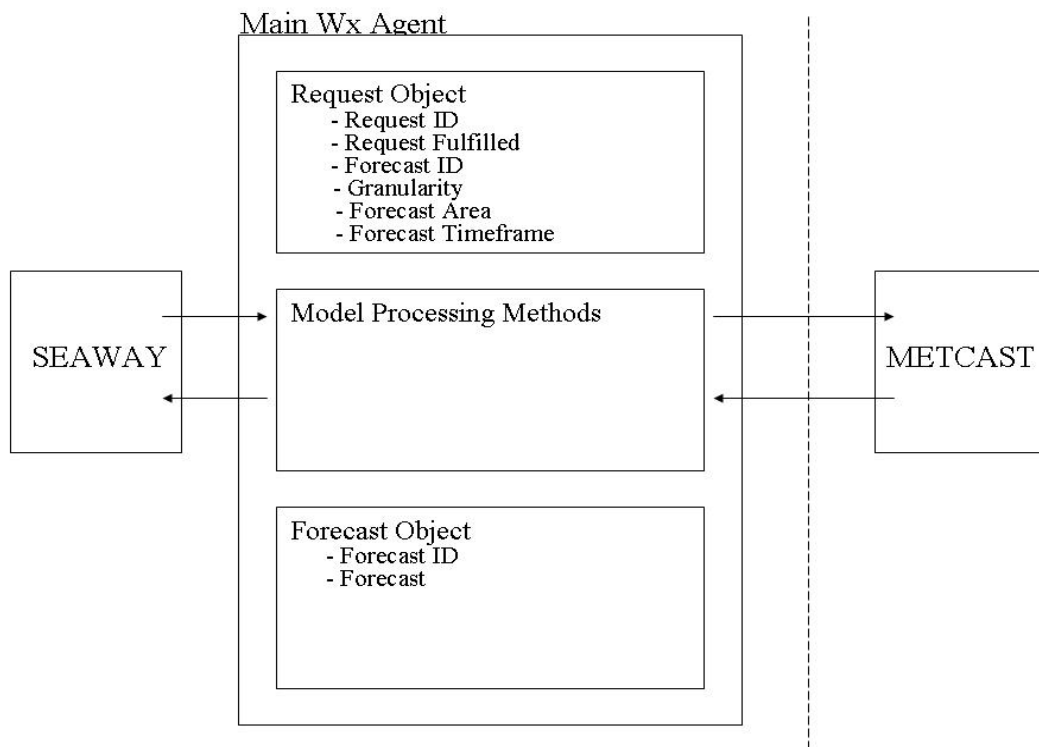 Main Wx Agent
Request Object
- Request ID
- Request Fulfilled
- Forecast ID
- Granularity
- Forecast Area
- Forecast Timeframe
SEAWAY
Model Processing Methods
METCAST
Forecast Object
- Forecast ID
- Forecast